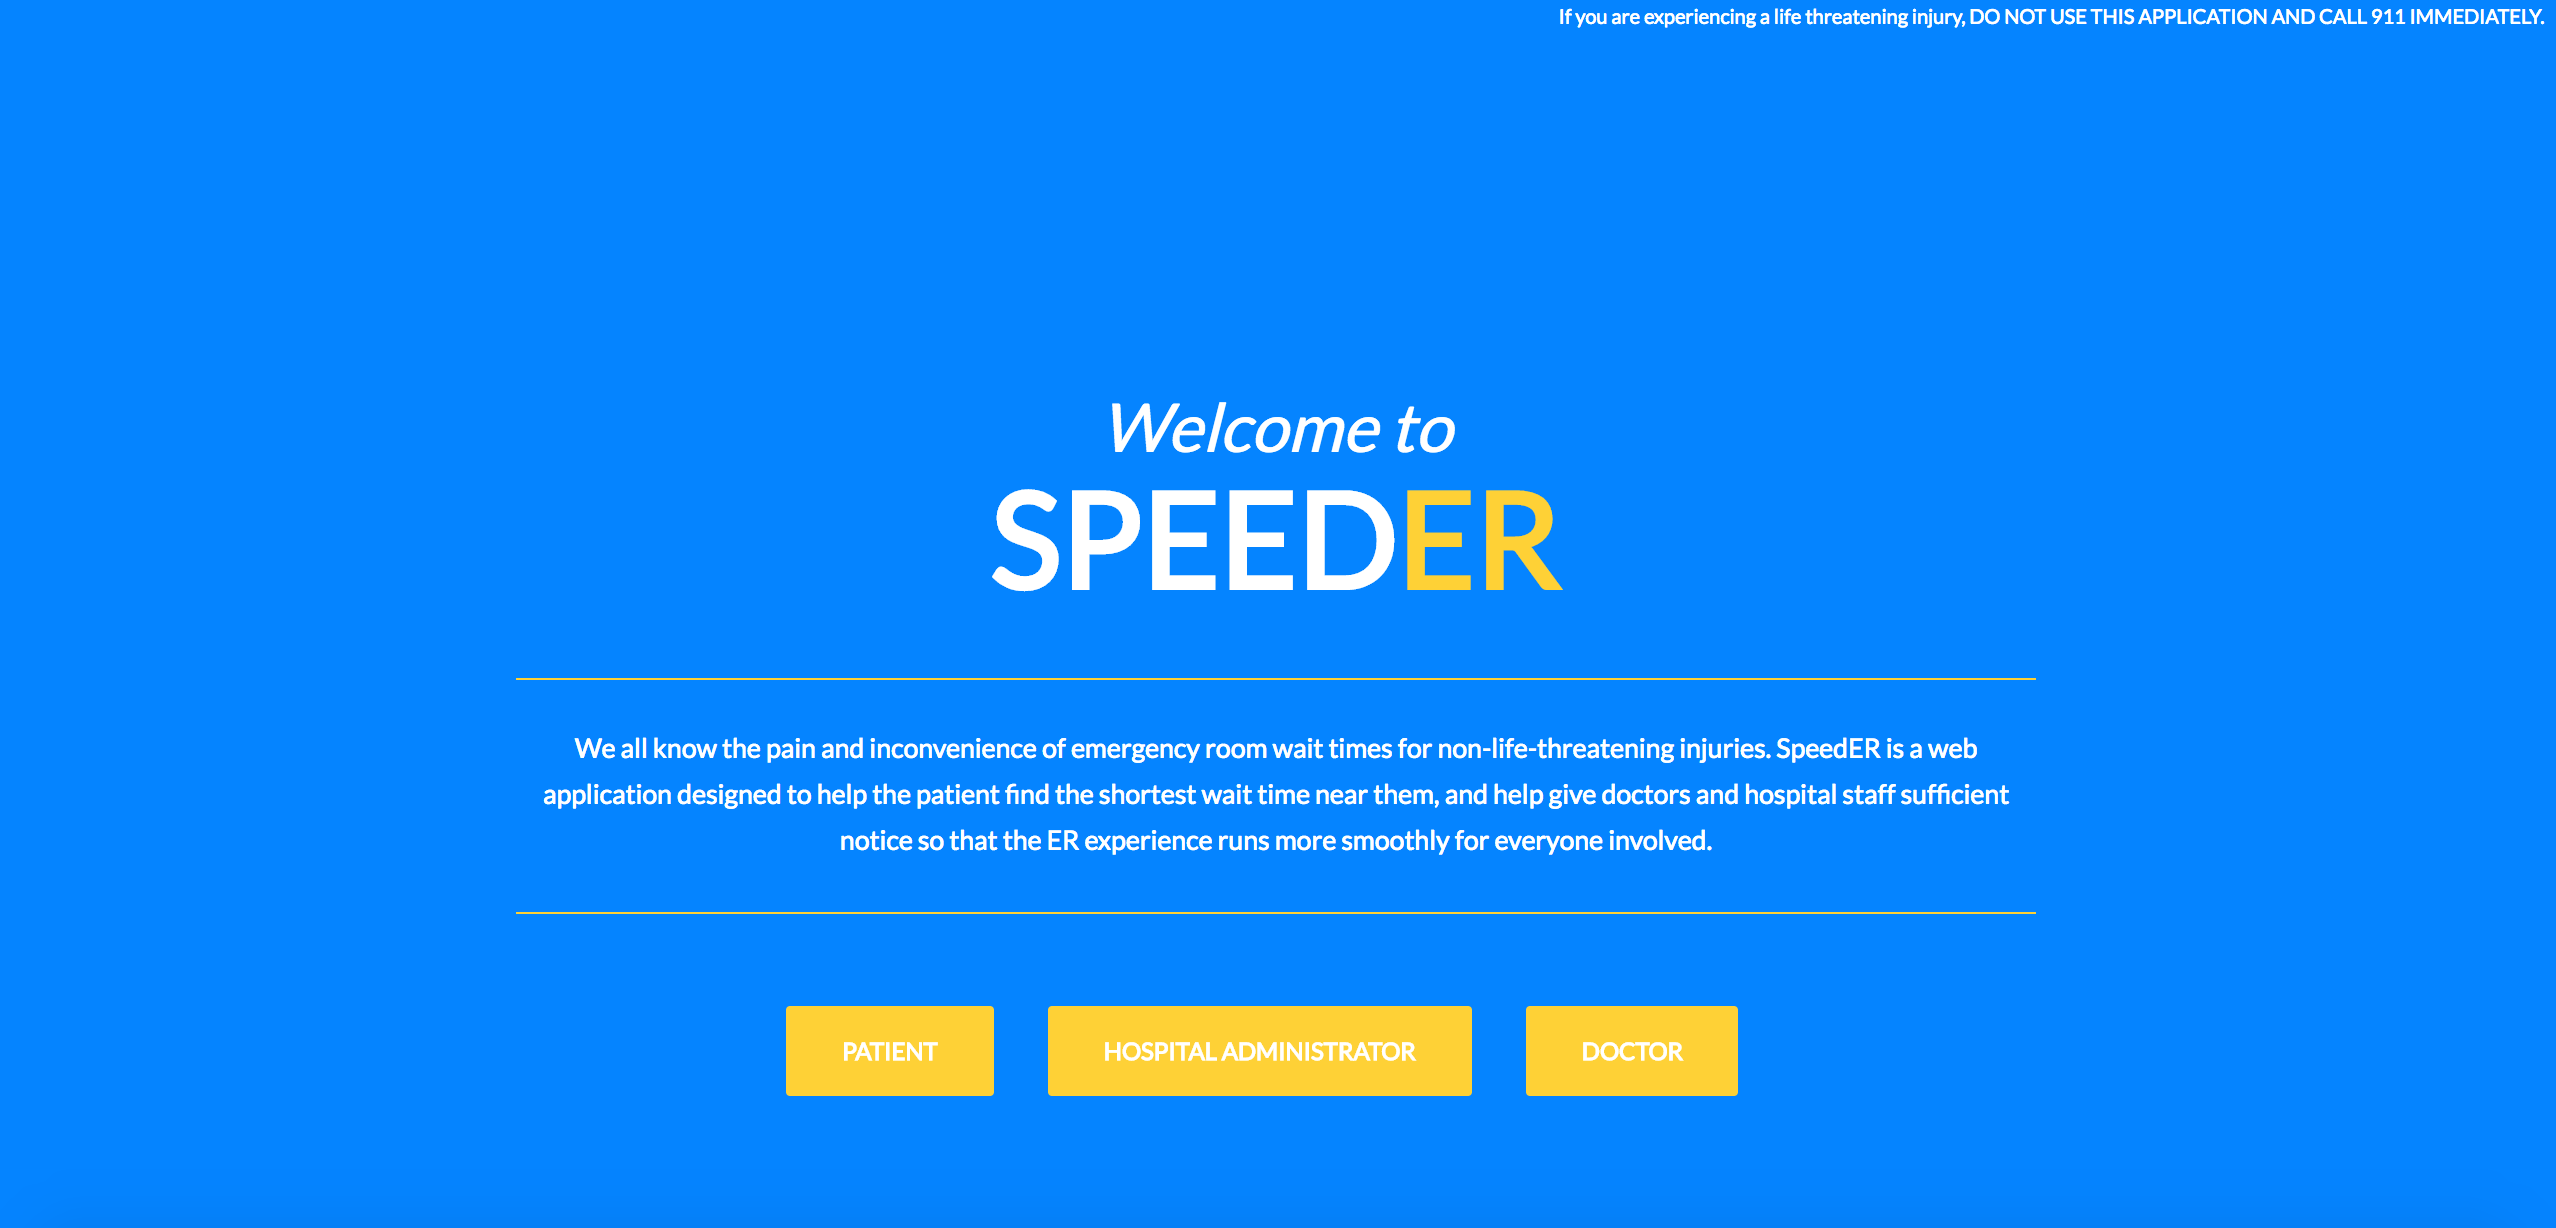 If you are experiencing a life threatening injury, DO NOT USE THIS APPLICATION AND CALL 911 IMMEDIATELY.
Welcome to
SPEEDER
We all know the pain and inconvenience of emergency room wait times for non-life-threatening injuries. SpeedER is a web
application designed to help the patient find the shortest wait time near them, and help give doctors and hospital staff sufficient
notice so that the ER experience runs more smoothly for everyone involved.
PATIENT
HOSPITAL ADMINISTRATOR
DOCTOR